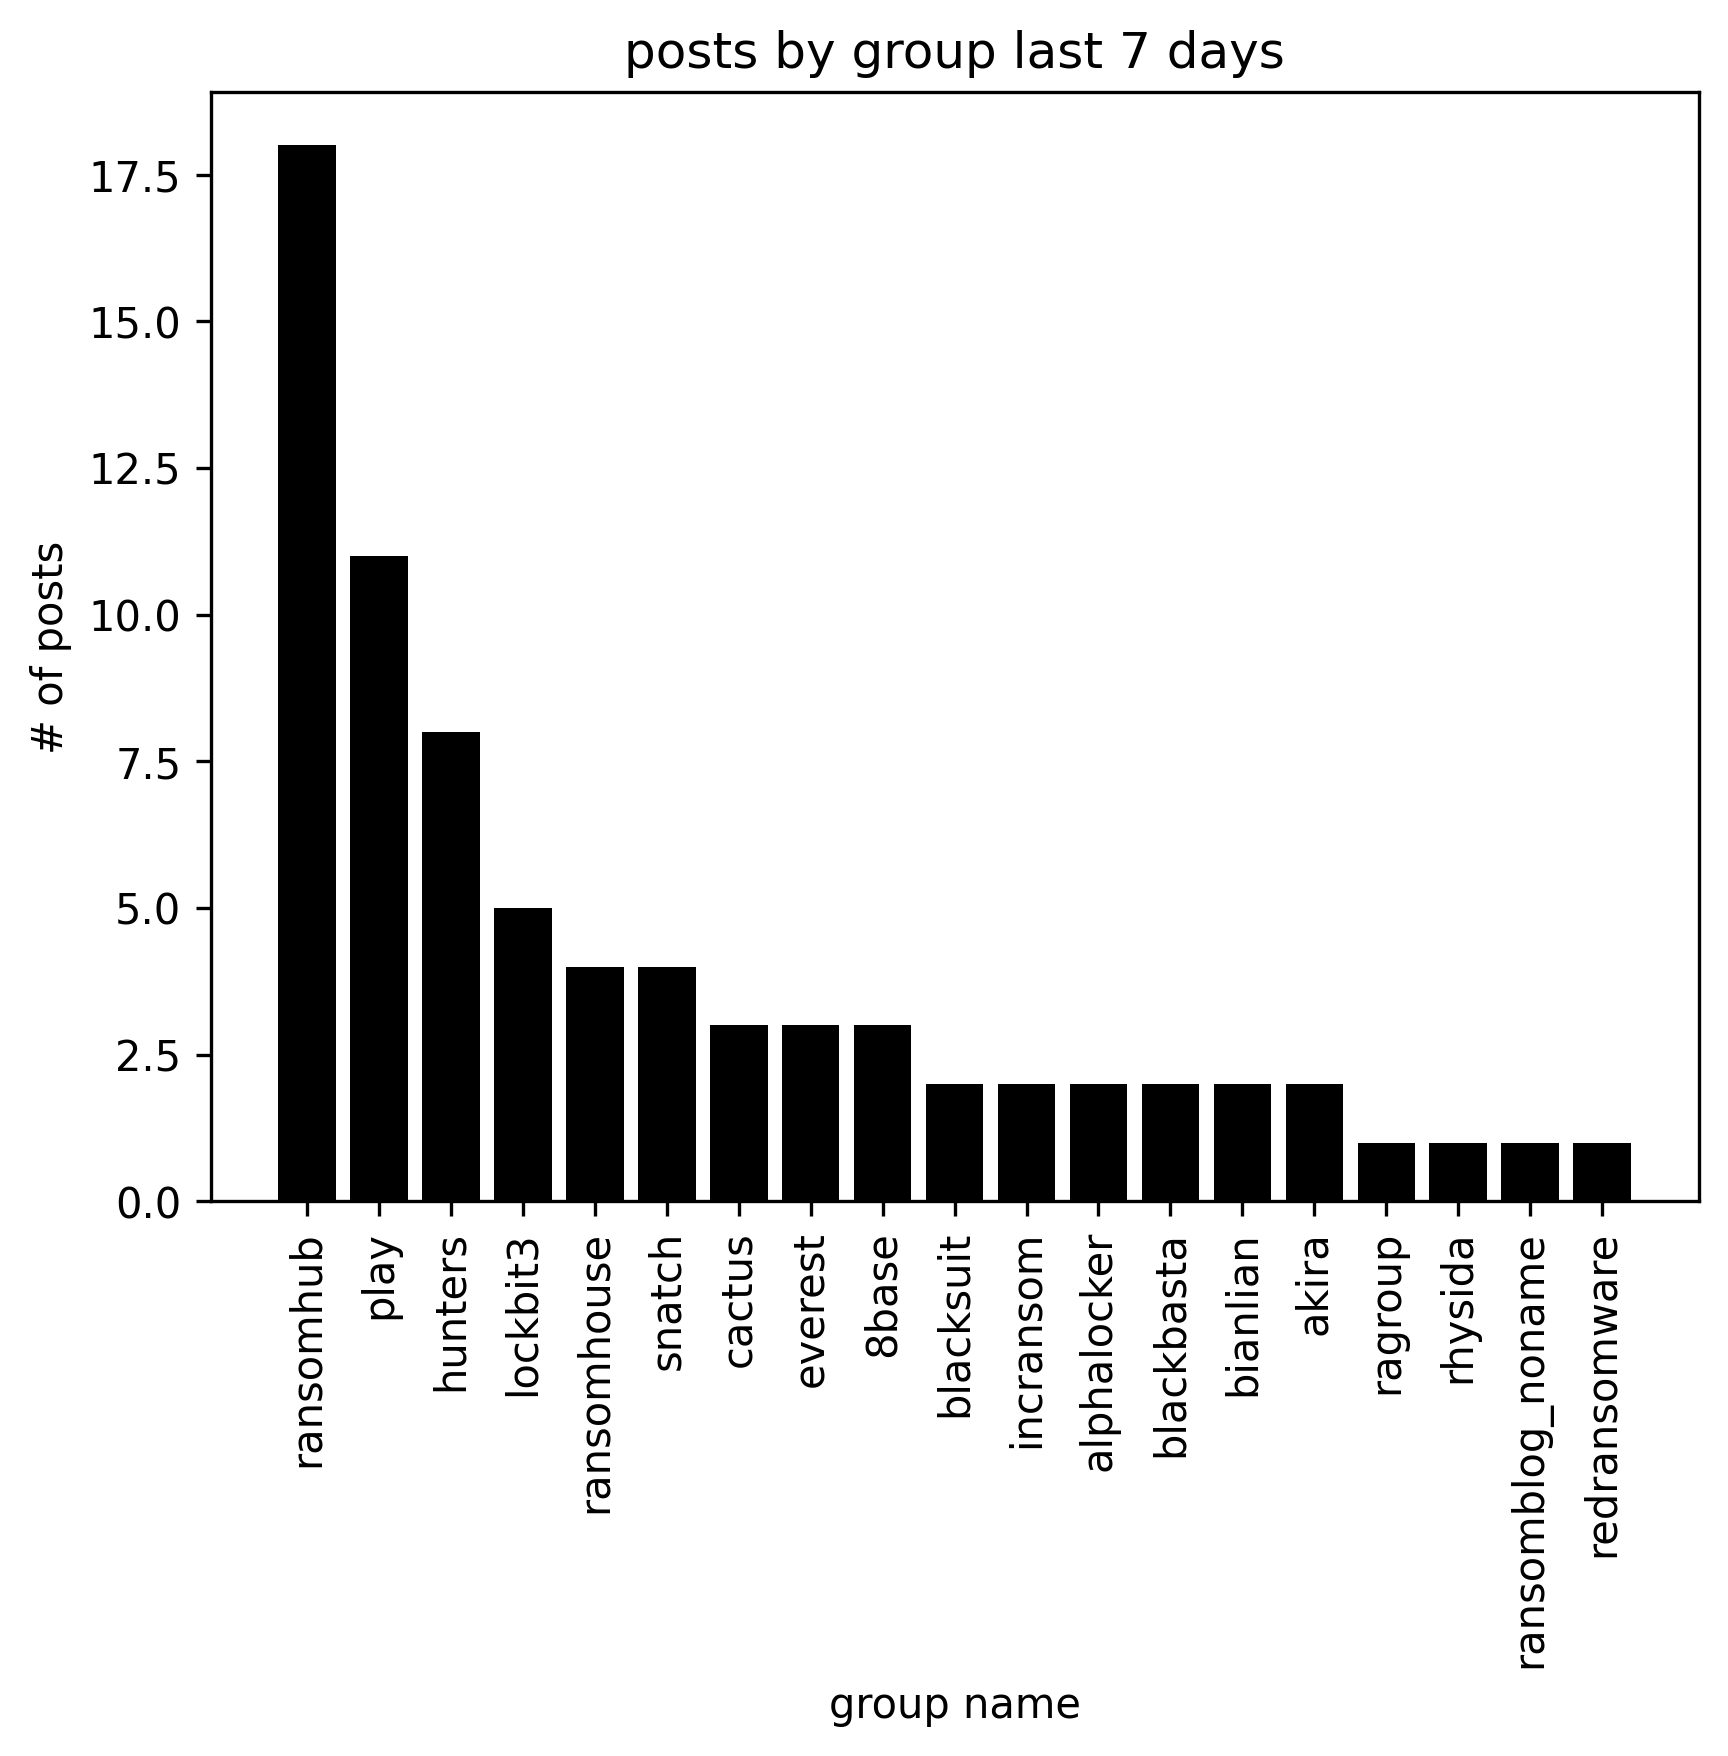 posts by group last 7 days
# of posts
17.5
15.0
12.5
10.0
7.5
5.0
2.5
0.0
ransomhub
play
hunters
lockbit3
ransomhouse
snatch
cactus
everest
8base
blacksuit
incransom
alphalocker
blackbasta
bianlian
akira
ragroup
rhysida
ransomblog_noname
redransomware
group name